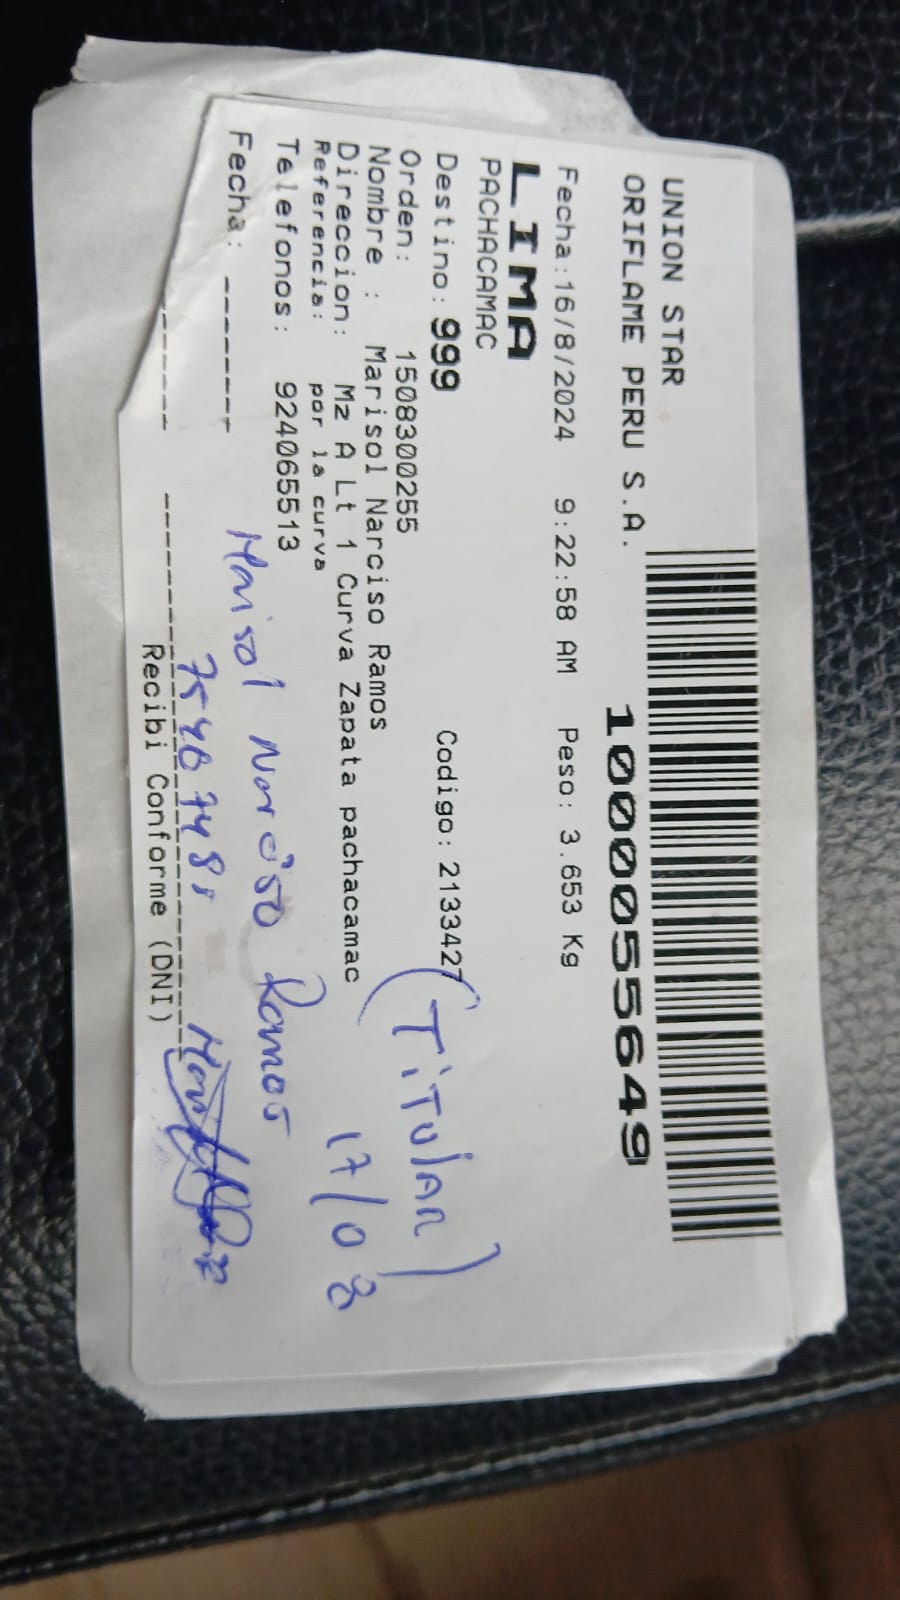 UNION STAR
ORIFLAME PERU S.A.
1000055649
Fecha:16/8/2024 9:22:58 AM Peso: 3.653 Kg
LIMA
PACHACAMAC
Destino: 999 Codigo: 2133427
Orden: 1508300255
(TiTulAR)
Nombre : Marisol Narciso Ramos
Direccion: Mz A Lt 1 Curva Zapata pachacamac
Referencia: por la curva
17/08
Telefonos: 924065513
Fecha: ------
Marisol Narciso Ramos
Recibi Conforme (DNI)